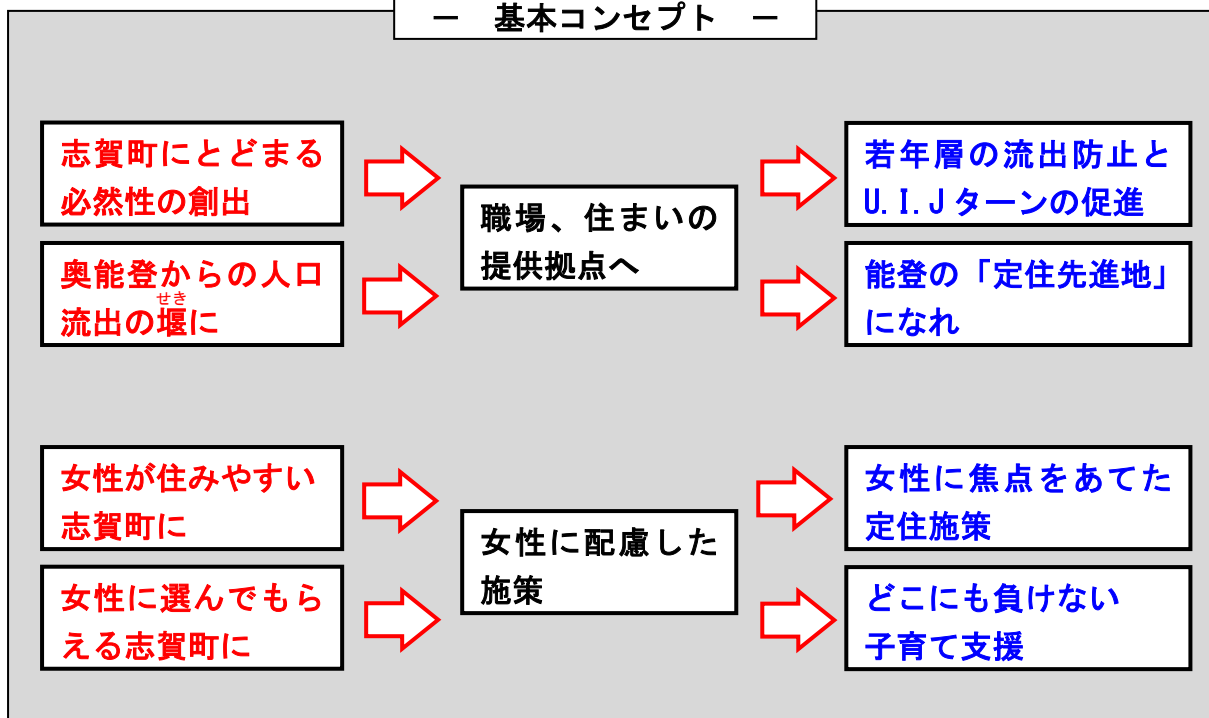 －　基本コンセプト　－
志賀町にとどまる
必然性の創出
奥能登からの人口
せき
流出の堰に
職場、住まいの
提供拠点へ
若年層の流出防止と
U.I.Jターンの促進
能登の「定住先進地」
になれ
女性が住みやすい
志賀町に
女性に選んでもら
える志賀町に
女性に配慮した
施策
女性に焦点をあてた
定住施策
どこにも負けない
子育て支援